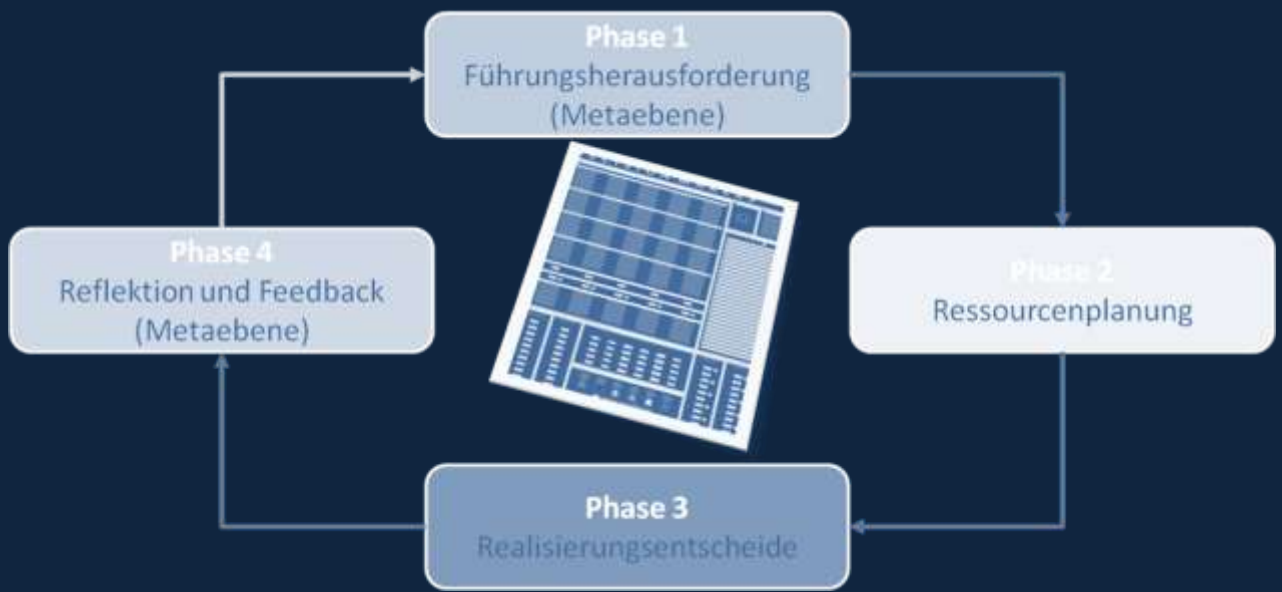 Phase 1
Führungsherausforderung
(Metaebene)
Phase 4
Reflektion und Feedback
(Metaebene)
Phase 2
Ressourcenplanung
Phase 3
Realisierungsentscheide